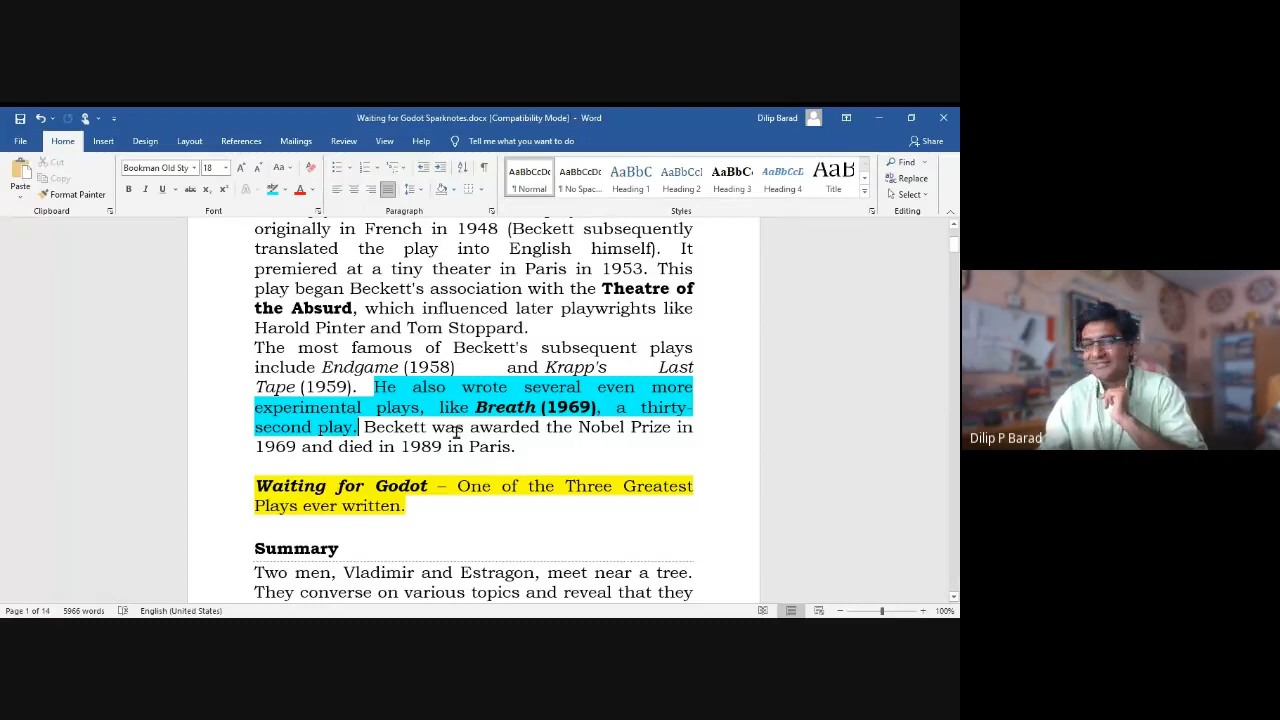 Waiting for Godot Sparknotes.docx [Compatibility Mode] - Word
Dilip Barad
File Home Insert Design Layout References Mailings Review View Help Tell me what you want to do Share
Paste
Cut
Copy
Format Painter
Bookman Old Sty 18
AaBbCcDc AaBbCcDc AaBbC AaBbCcl AaBbCc AaBbCcD AaB
¶ Normal ¶ No Spac... Heading 1 Heading 2 Heading 3 Heading 4 Title
Find
Replace
Select
Clipboard Font Paragraph Styles Editing
originally in French in 1948 (Beckett subsequently
translated the play into English himself). It
premiered at a tiny theater in Paris in 1953. This
play began Beckett's association with the Theatre of
the Absurd, which influenced later playwrights like
Harold Pinter and Tom Stoppard.
The most famous of Beckett's subsequent plays
include Endgame (1958) and Krapp's Last
Tape (1959). He also wrote several even more
experimental plays, like Breath (1969), a thirty-
second play. Beckett was awarded the Nobel Prize in
1969 and died in 1989 in Paris.
Waiting for Godot – One of the Three Greatest
Plays ever written.
Summary
Two men, Vladimir and Estragon, meet near a tree.
They converse on various topics and reveal that they
Page 1 of 14 5966 words English (United States) 100%
Dilip P Barad